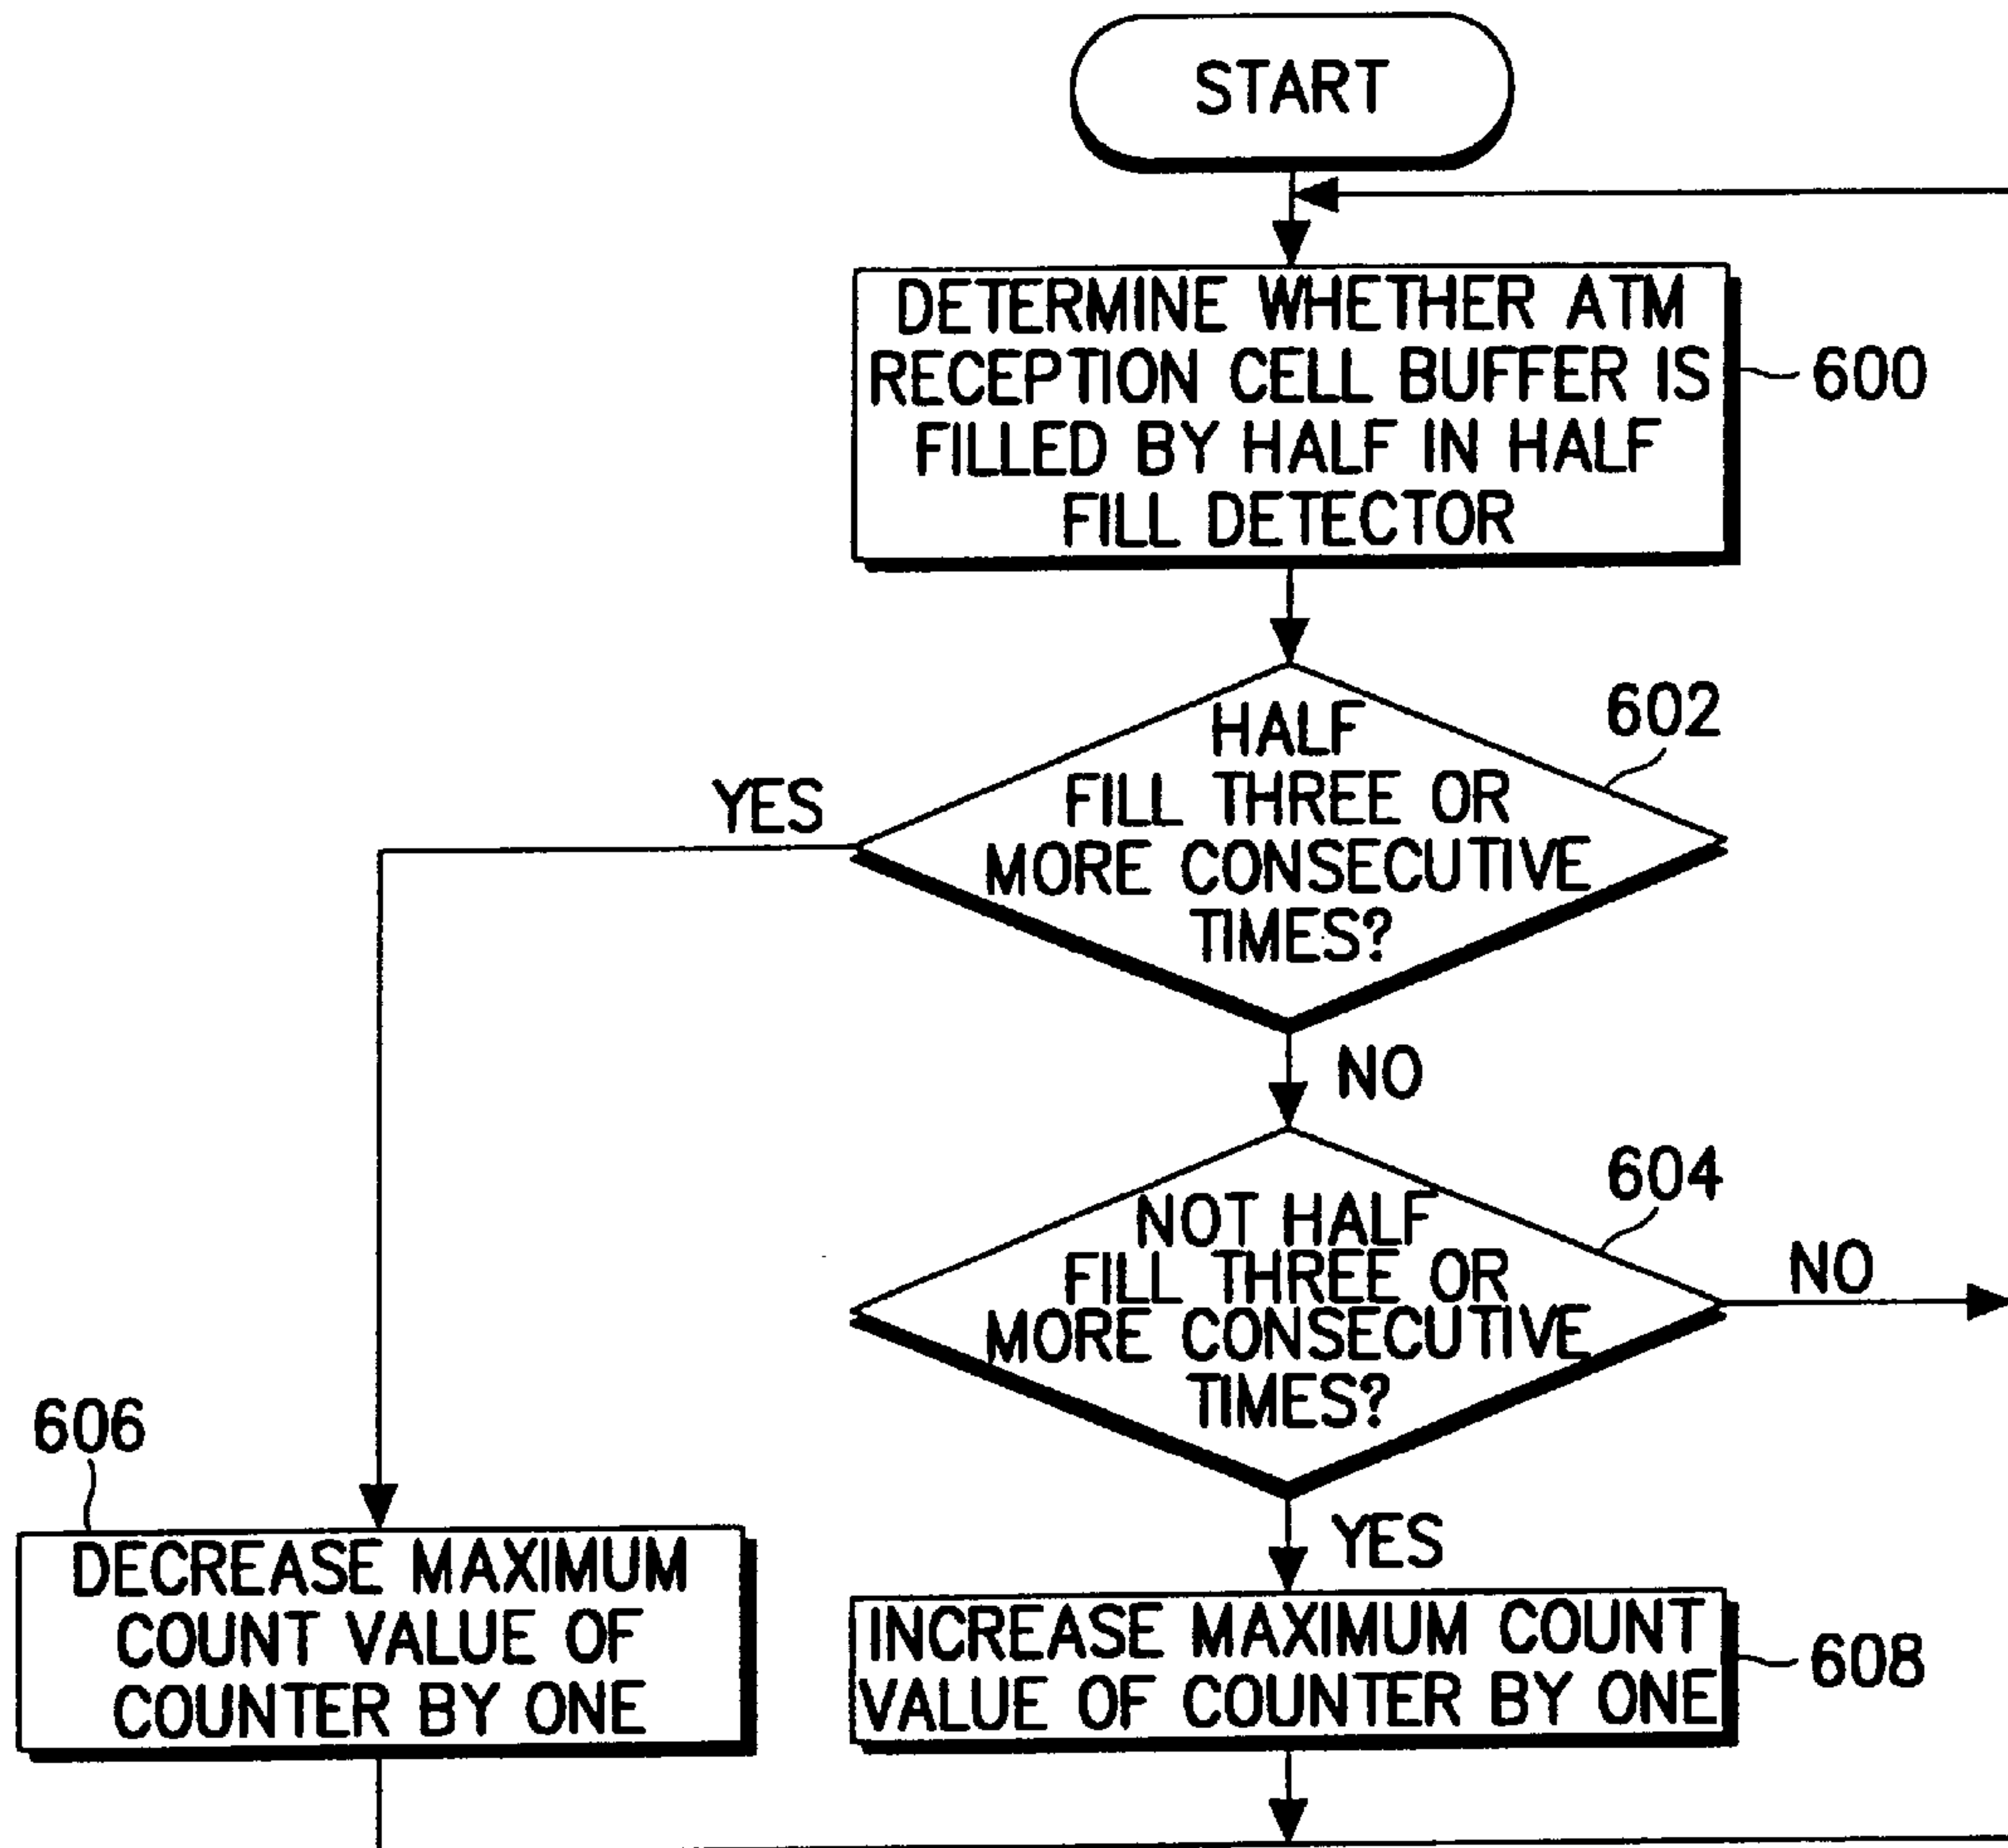 START
DETERMINE WHETHER ATM
RECEPTION CELL BUFFER IS
FILLED BY HALF IN HALF
FILL DETECTOR
600
602
HALF
FILL THREE OR
MORE CONSECUTIVE
TIMES?
YES
NO
604
NOT HALF
FILL THREE OR
MORE CONSECUTIVE
TIMES?
NO
YES
606
DECREASE MAXIMUM
COUNT VALUE OF
COUNTER BY ONE
INCREASE MAXIMUM COUNT
VALUE OF COUNTER BY ONE
608